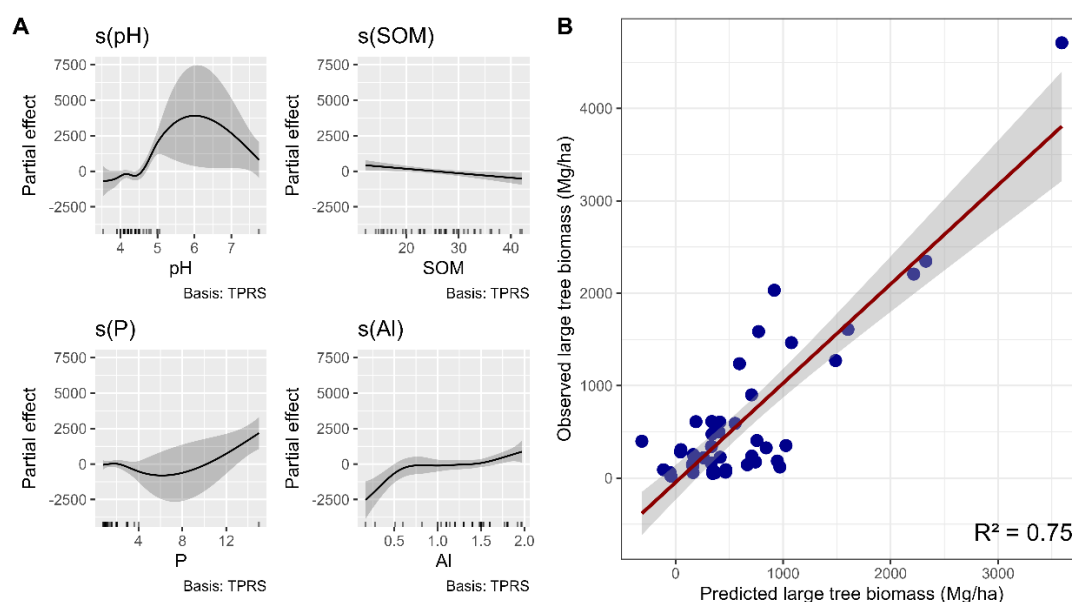 A
s(pH)
7500
5000
2500
0
-2500
Partial effect
4
5
6
7
pH
Basis: TPRS
s(SOM)
7500
5000
2500
0
-2500
Partial effect
20
30
40
SOM
Basis: TPRS
s(P)
7500
5000
2500
0
-2500
Partial effect
4
8
12
P
Basis: TPRS
s(Al)
7500
5000
2500
0
-2500
Partial effect
0.5
1.0
1.5
2.0
Al
Basis: TPRS
B
4000
3000
2000
1000
0
Observed large tree biomass (Mg/ha)
R² = 0.75
0
1000
2000
3000
Predicted large tree biomass (Mg/ha)